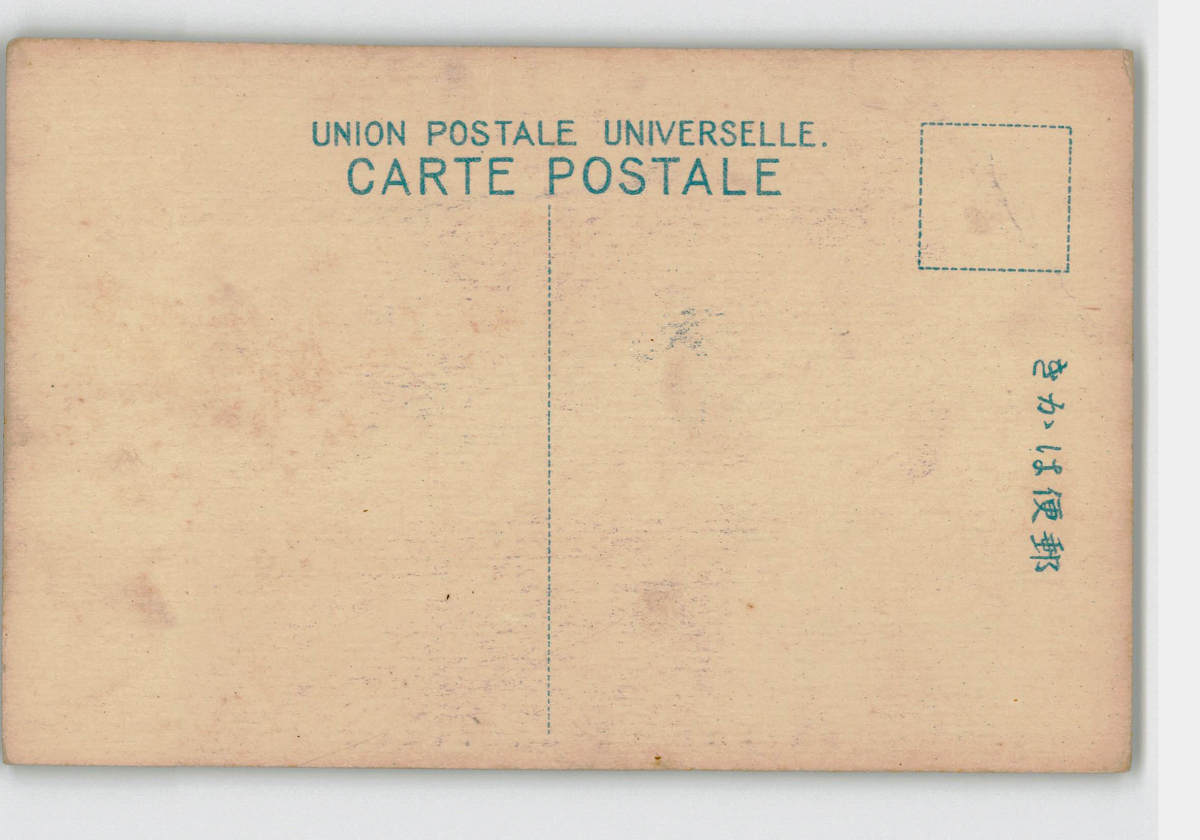 UNION POSTALE UNIVERSELLE.
CARTE POSTALE
郵便はかき